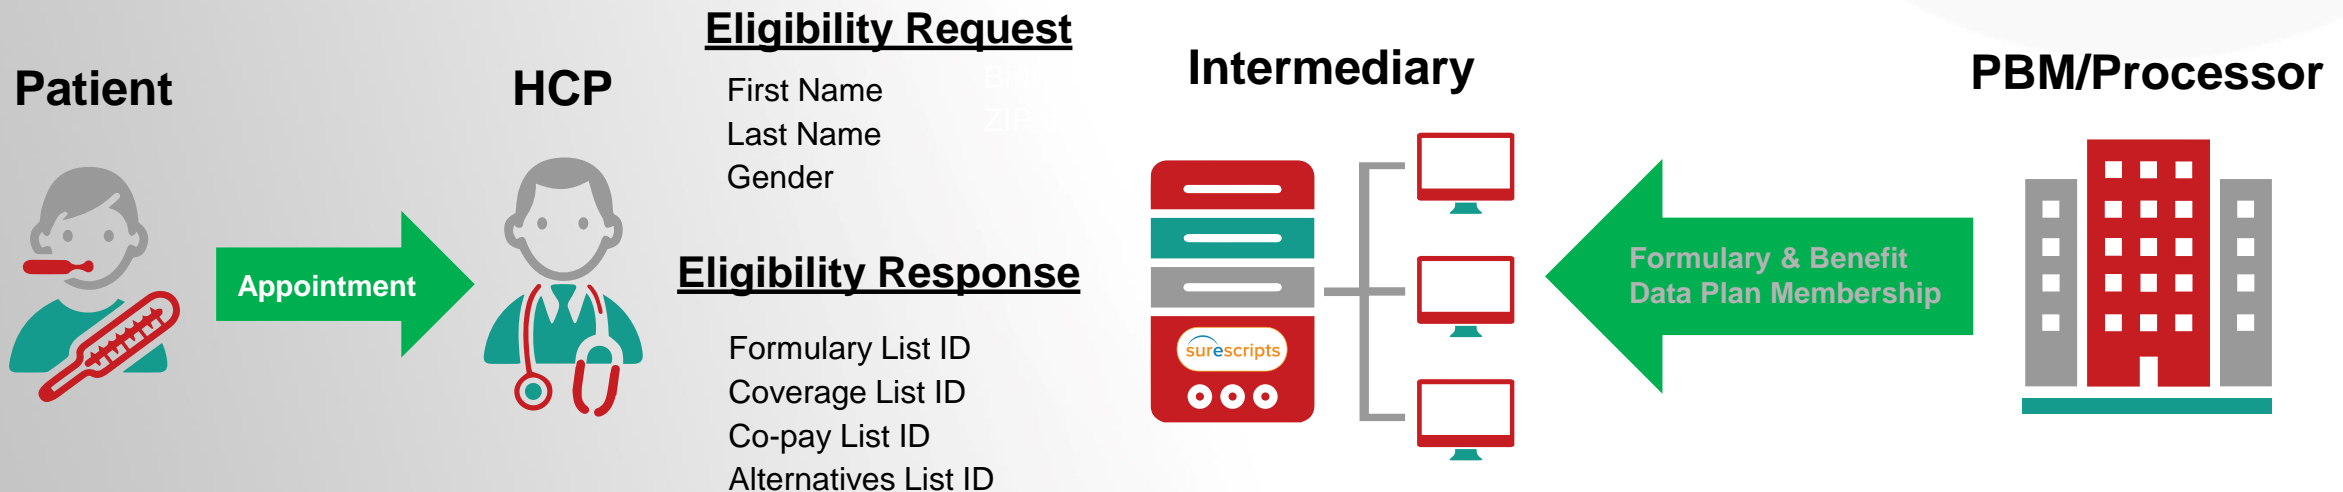 Patient
Appointment
HCP
Eligibility Request
First Name
Last Name
Gender
ZIP
Eligibility Response
Formulary List ID
Coverage List ID
Co-pay List ID
Alternatives List ID
Intermediary
surescripts
Formulary & Benefit
Data Plan Membership
PBM/Processor